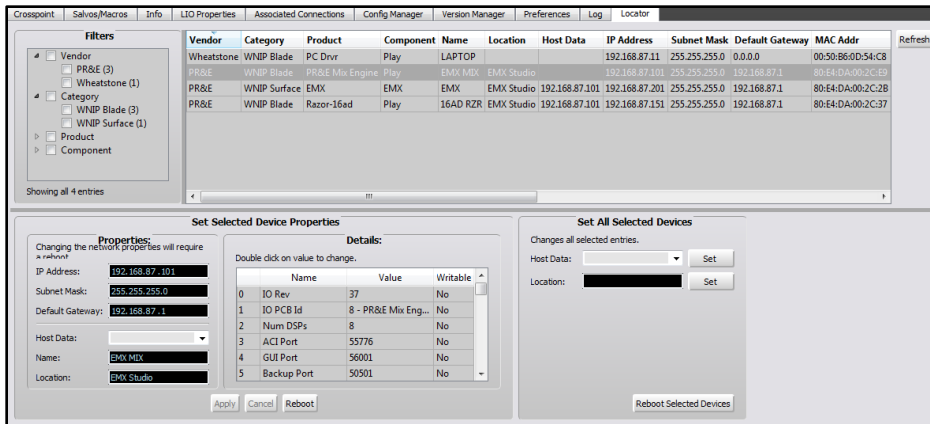 Crosspoint Salvos/Macros Info LIO Properties Associated Connections Config Manager Version Manager Preferences Log Locator
Filters
Vendor
PR&E (3)
Wheatstone (1)
Category
WNIP Blade (3)
WNIP Surface (1)
Product
Component
Showing all 4 entries
Vendor Category Product Component Name Location Host Data IP Address Subnet Mask Default Gateway MAC Addr
Wheatstone WNIP Blade PC Drvr Play LAPTOP 192.168.87.11 255.255.255.0 0.0.0.0 00:50:B6:0D:54:C8
PR&E WNIP Blade PR&E Mix Engine Play EMX MIX EMX Studio 192.168.87.101 255.255.255.0 192.168.87.1 80:E4:DA:00:2C:E9
PR&E WNIP Surface EMX EMX EMX EMX Studio 192.168.87.101 192.168.87.201 255.255.255.0 192.168.87.1 80:E4:DA:00:2C:2B
PR&E WNIP Blade Razor-16ad Play 16AD RZR EMX Studio 192.168.87.101 192.168.87.151 255.255.255.0 192.168.87.1 80:E4:DA:00:2C:37
Refresh
Set Selected Device Properties
Properties:
Changing the network properties will require
a reboot
IP Address: 192.168.87.101
Subnet Mask: 255.255.255.0
Default Gateway: 192.168.87.1
Host Data:
Name: EMX MIX
Location: EMX Studio
Details:
Double click on value to change.
Name Value Writable
0 IO Rev 37 No
1 IO PCB Id 8 - PR&E Mix Eng... No
2 Num DSPs 8 No
3 ACI Port 55776 No
4 GUI Port 56001 No
5 Backup Port 50501 No
Apply Cancel Reboot
Set All Selected Devices
Changes all selected entries.
Host Data: Set
Location: Set
Reboot Selected Devices